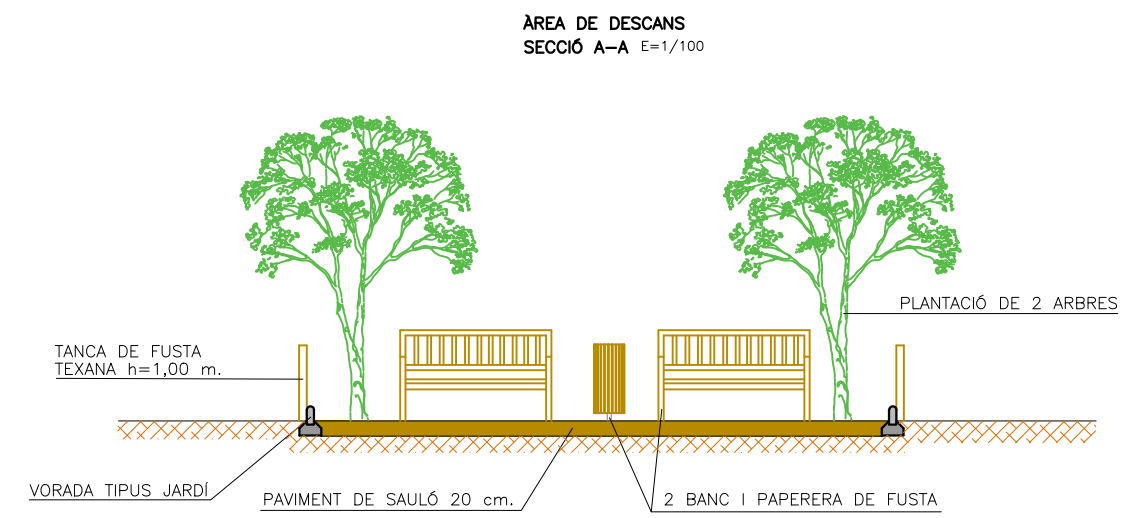 ÀREA DE DESCANS
SECCIÓ A-A E=1/100
PLANTACIÓ DE 2 ARBRES
TANCA DE FUSTA
TEXANA h=1,00 m.
VORADA TIPUS JARDÍ
PAVIMENT DE SAULÓ 20 cm.
2 BANC I PAPERERA DE FUSTA